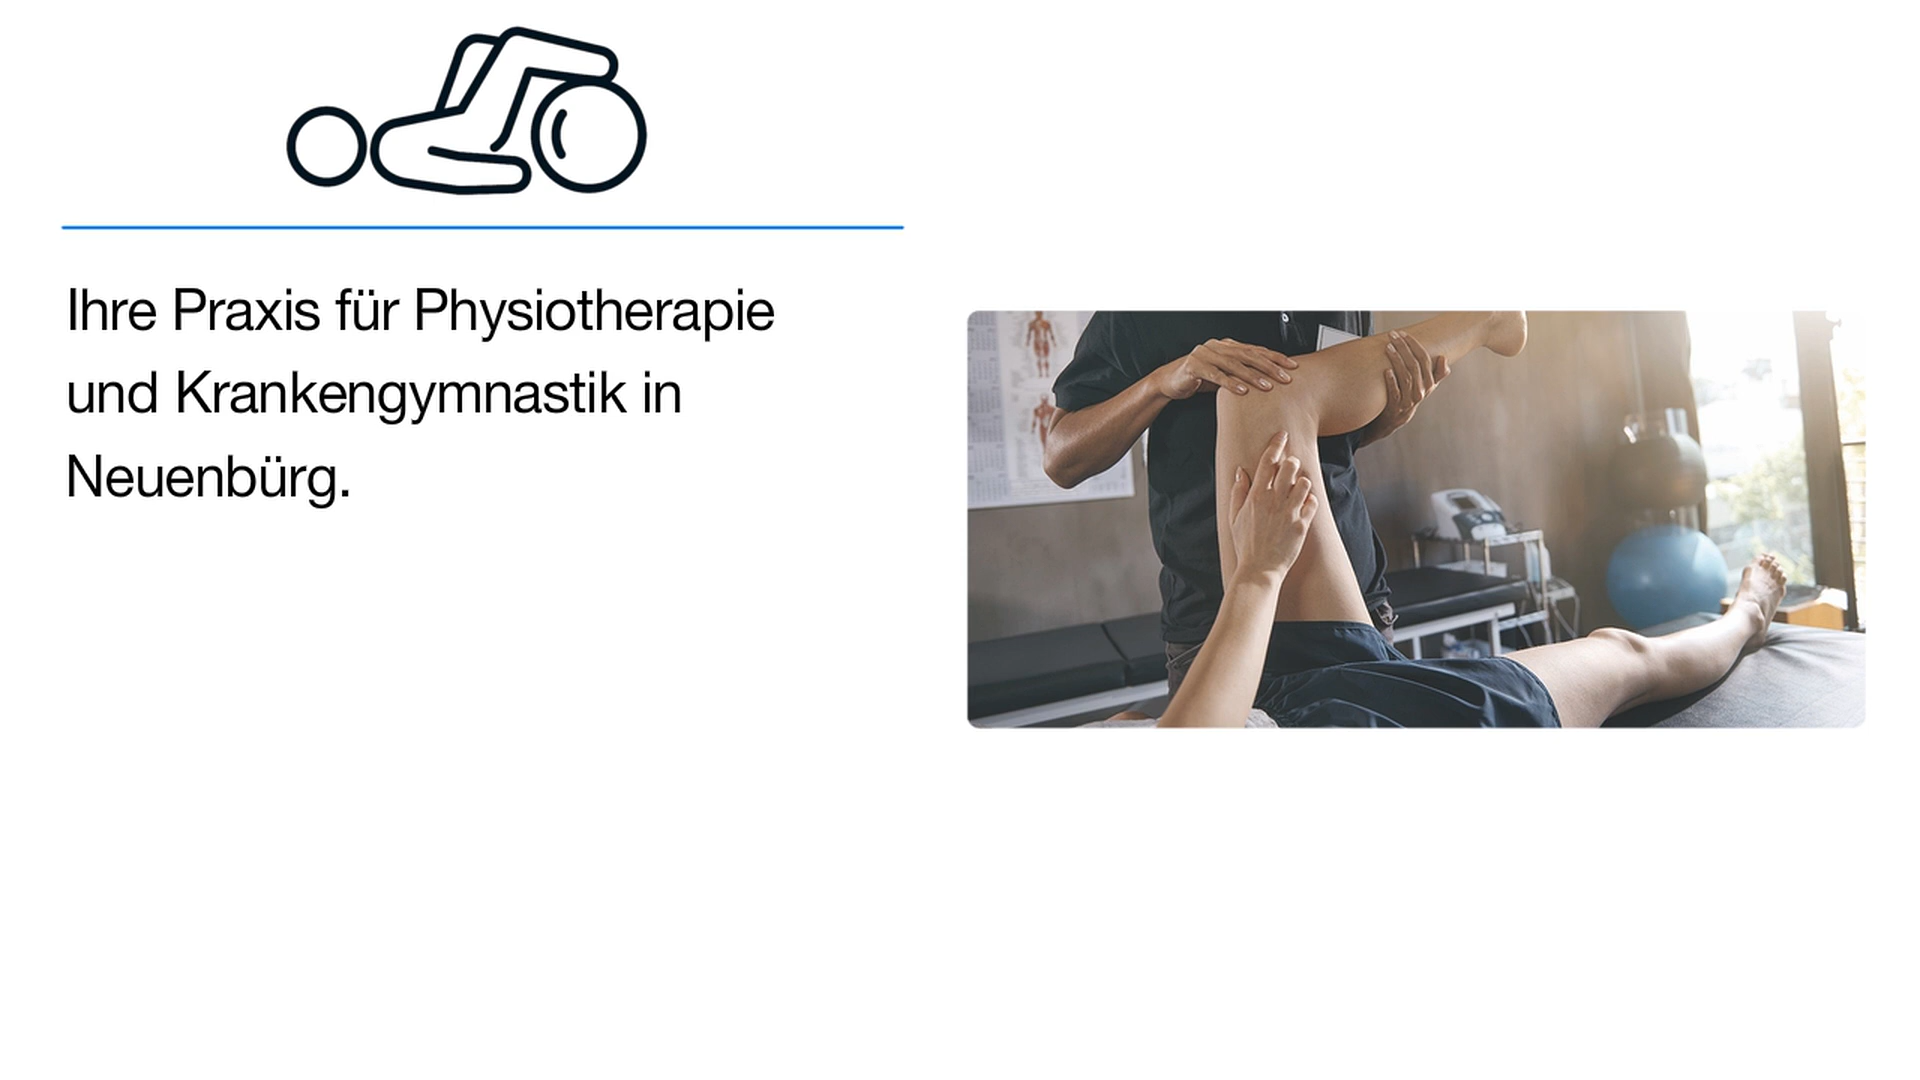 Ihre Praxis für Physiotherapie
und Krankengymnastik in
Neuenbürg.